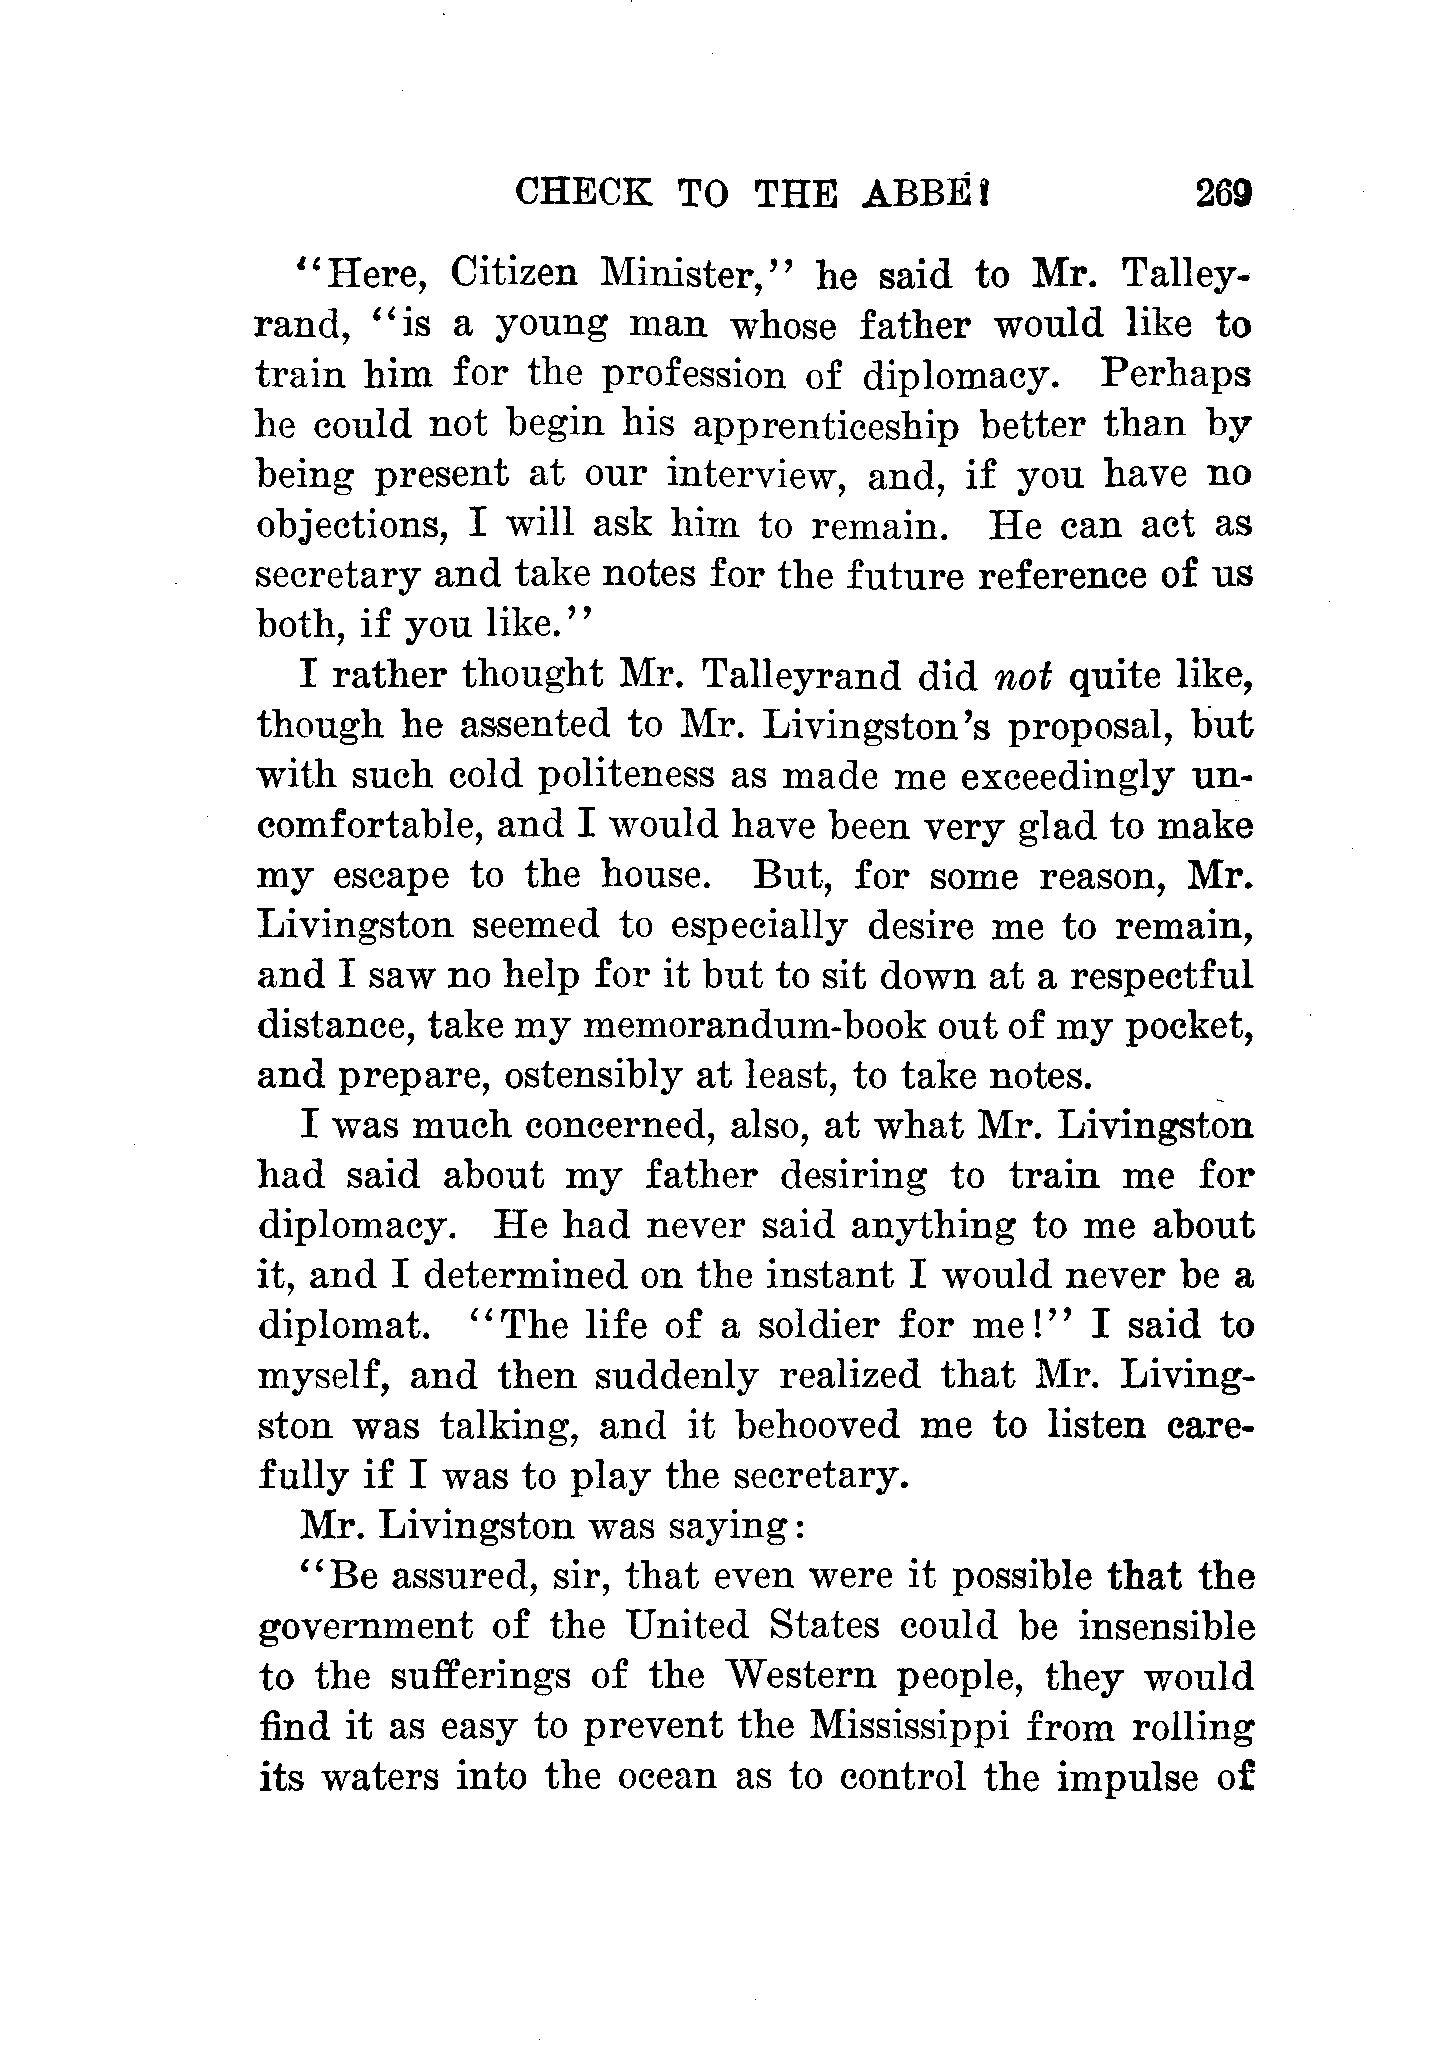 CHECK TO THE ABBÉ! 269
"Here, Citizen Minister," he said to Mr. Talley-
rand, "is a young man whose father would like to
train him for the profession of diplomacy. Perhaps
he could not begin his apprenticeship better than by
being present at our interview, and, if you have no
objections, I will ask him to remain. He can act as
secretary and take notes for the future reference of us
both, if you like."
I rather thought Mr. Talleyrand did not quite like,
though he assented to Mr. Livingston's proposal, but
with such cold politeness as made me exceedingly un-
comfortable, and I would have been very glad to make
my escape to the house. But, for some reason, Mr.
Livingston seemed to especially desire me to remain,
and I saw no help for it but to sit down at a respectful
distance, take my memorandum-book out of my pocket,
and prepare, ostensibly at least, to take notes.
I was much concerned, also, at what Mr. Livingston
had said about my father desiring to train me for
diplomacy. He had never said anything to me about
it, and I determined on the instant I would never be a
diplomat. "The life of a soldier for me!" I said to
myself, and then suddenly realized that Mr. Living-
ston was talking, and it behooved me to listen care-
fully if I was to play the secretary.
Mr. Livingston was saying:
"Be assured, sir, that even were it possible that the
government of the United States could be insensible
to the sufferings of the Western people, they would
find it as easy to prevent the Mississippi from rolling
its waters into the ocean as to control the impulse of